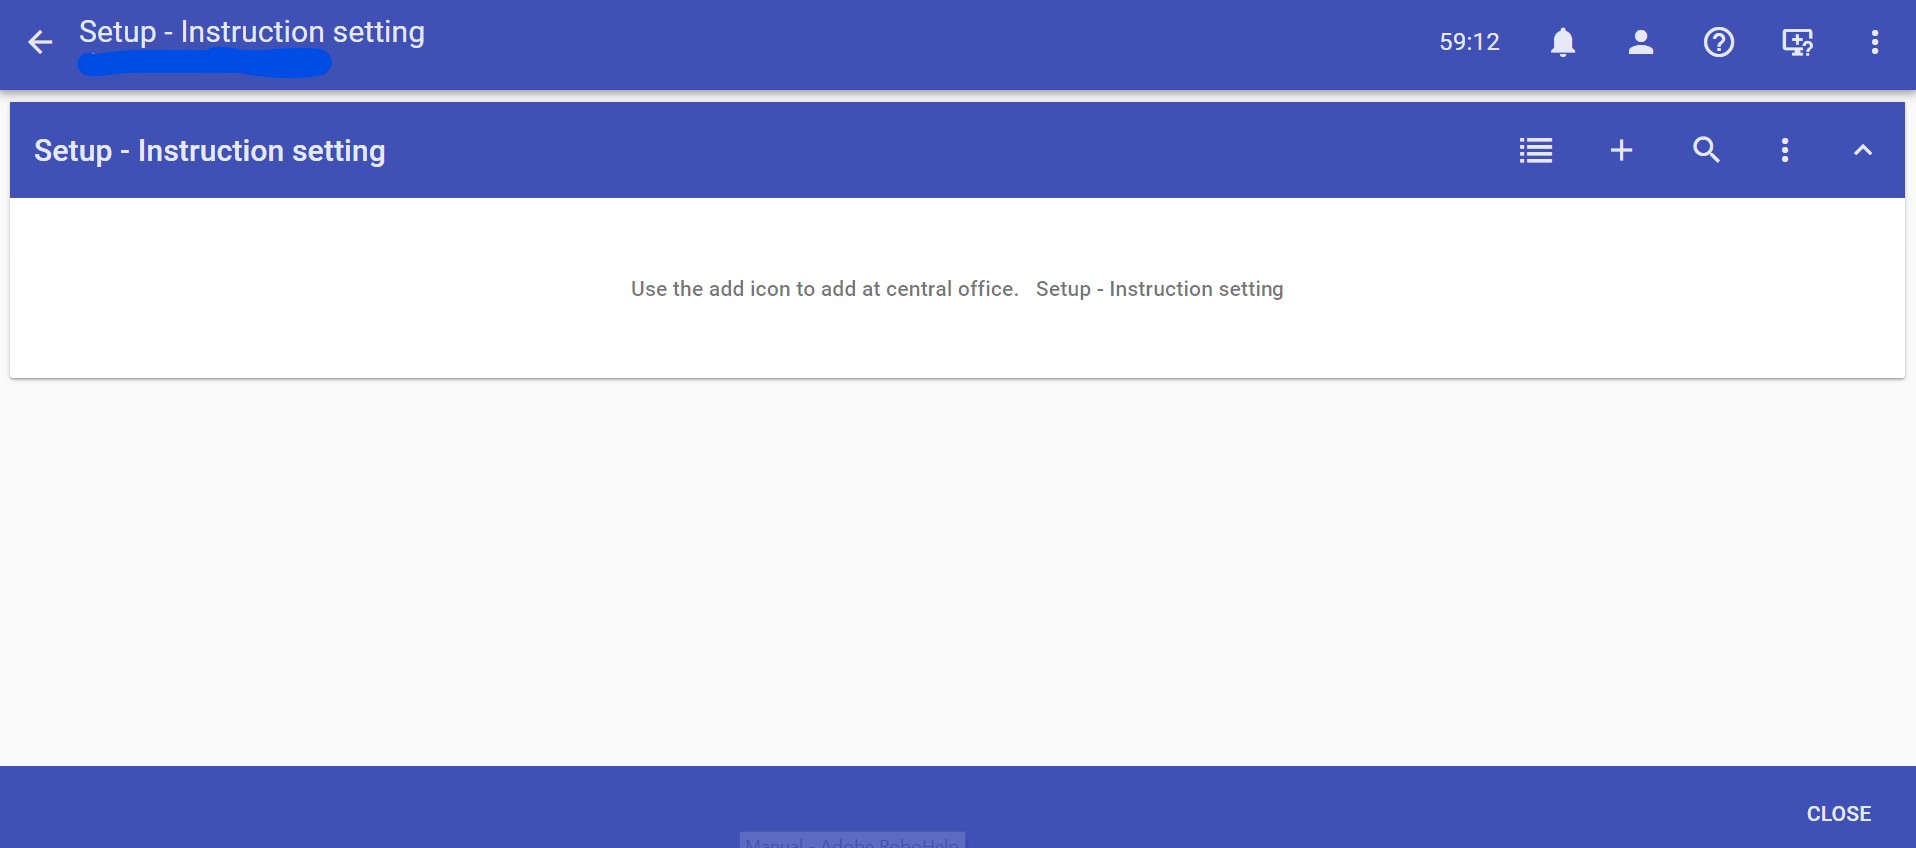 Setup - Instruction setting
59:12
Setup - Instruction setting
Use the add icon to add at central office. Setup - Instruction setting
CLOSE
Manual - Adobe RoboHelp